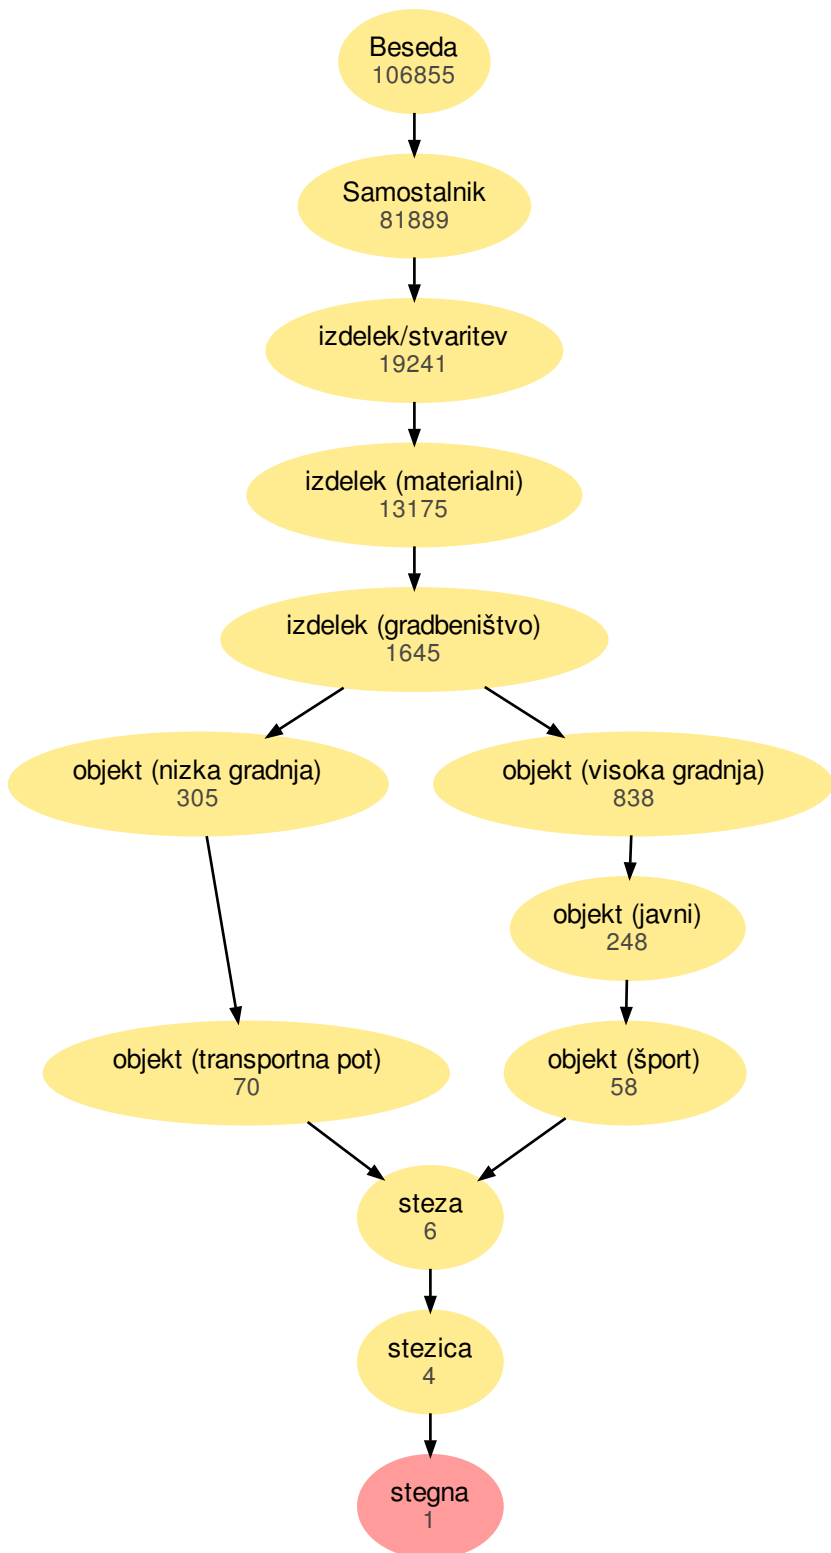 Beseda
106855
Samostalnik
81889
izdelek/stvaritev
19241
izdelek (materialni)
13175
izdelek (gradbeništvo)
1645
objekt (nizka gradnja)
305
objekt (visoka gradnja)
838
objekt (javni)
248
objekt (transportna pot)
70
objekt (šport)
58
steza
6
stezica
4
stegna
1